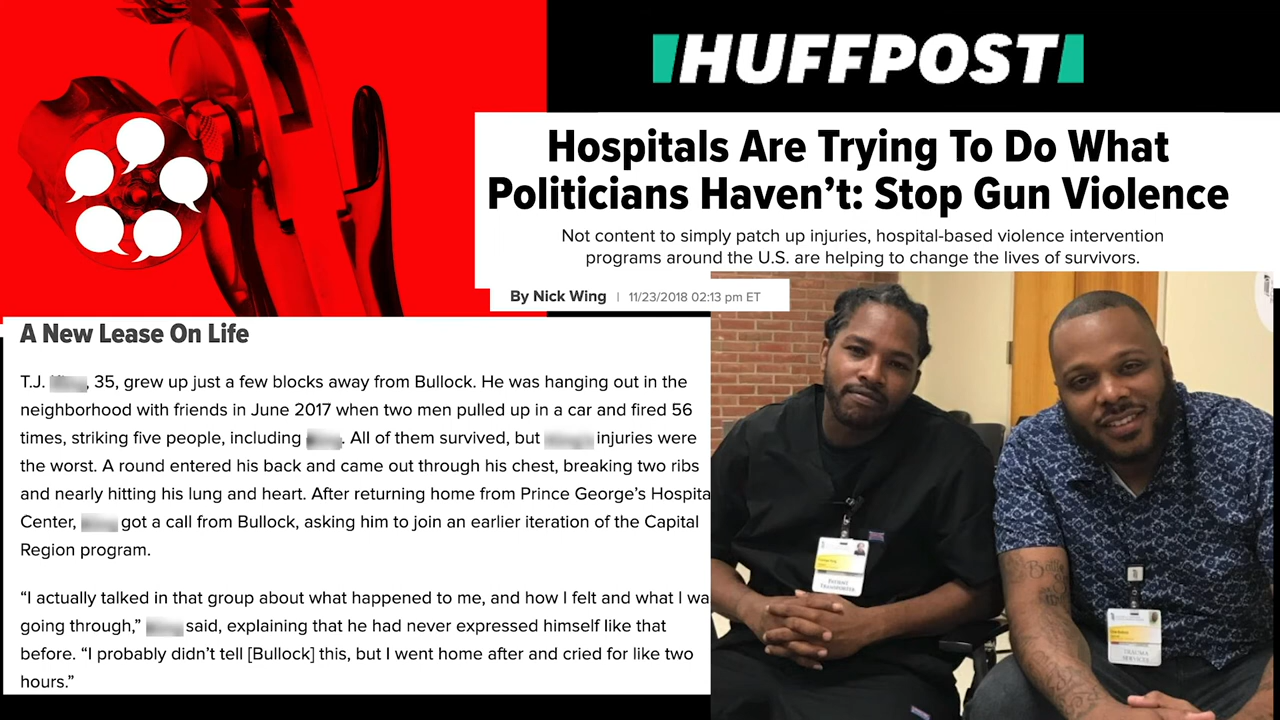 HUFFPOST
Hospitals Are Trying To Do What
Politicians Haven’t: Stop Gun Violence
Not content to simply patch up injuries, hospital-based violence intervention
programs around the U.S. are helping to change the lives of survivors.
By Nick Wing | 11/23/2018 02:13 pm ET
A New Lease On Life
T.J. , 35, grew up just a few blocks away from Bullock. He was hanging out in the
neighborhood with friends in June 2017 when two men pulled up in a car and fired 56
times, striking five people, including . All of them survived, but injuries were
the worst. A round entered his back and came out through his chest, breaking two ribs
and nearly hitting his lung and heart. After returning home from Prince George’s Hospita
Center, got a call from Bullock, asking him to join an earlier iteration of the Capital
Region program.
“I actually talked in that group about what happened to me, and how I felt and what I wa
going through,” said, explaining that he had never expressed himself like that
before. “I probably didn’t tell [Bullock] this, but I went home after and cried for like two
hours.”
PATIENT
TRANSPORTER
TRAUMA
SERVICES